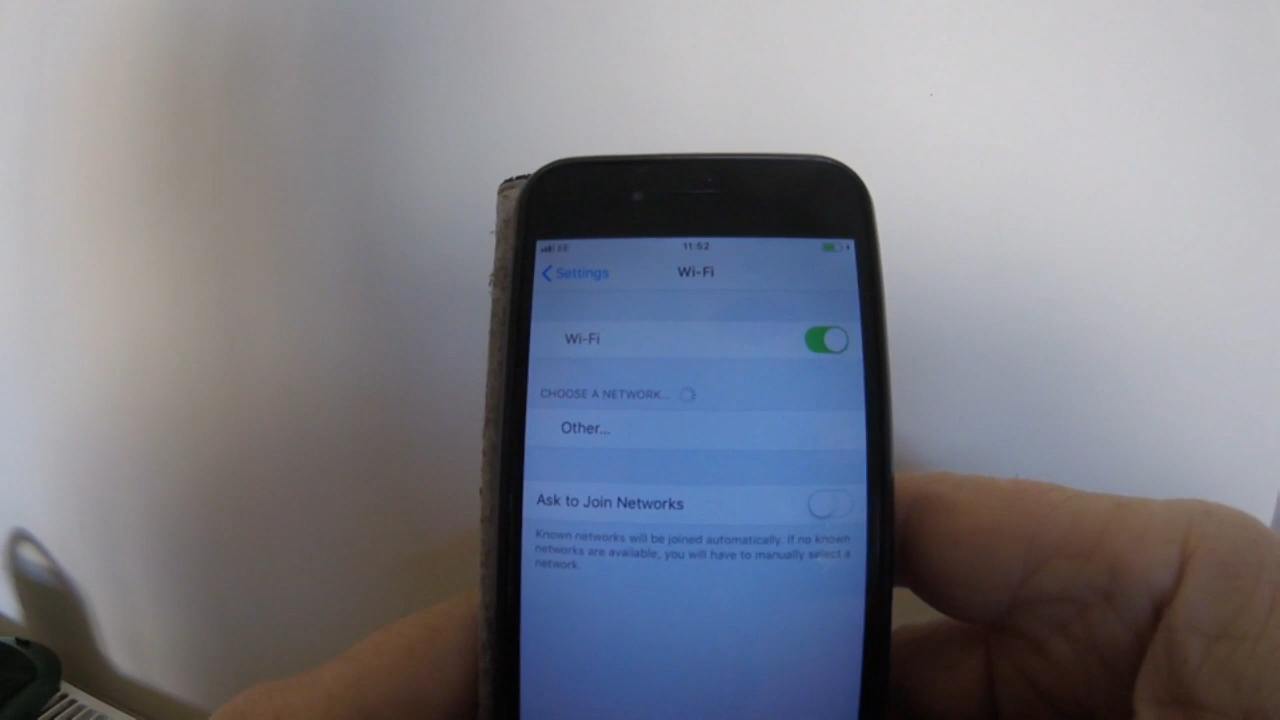 EE 11:52
Settings Wi-Fi
Wi-Fi
CHOOSE A NETWORK...
Other...
Ask to Join Networks
Known networks will be joined automatically. If no known
networks are available, you will have to manually select a
network.